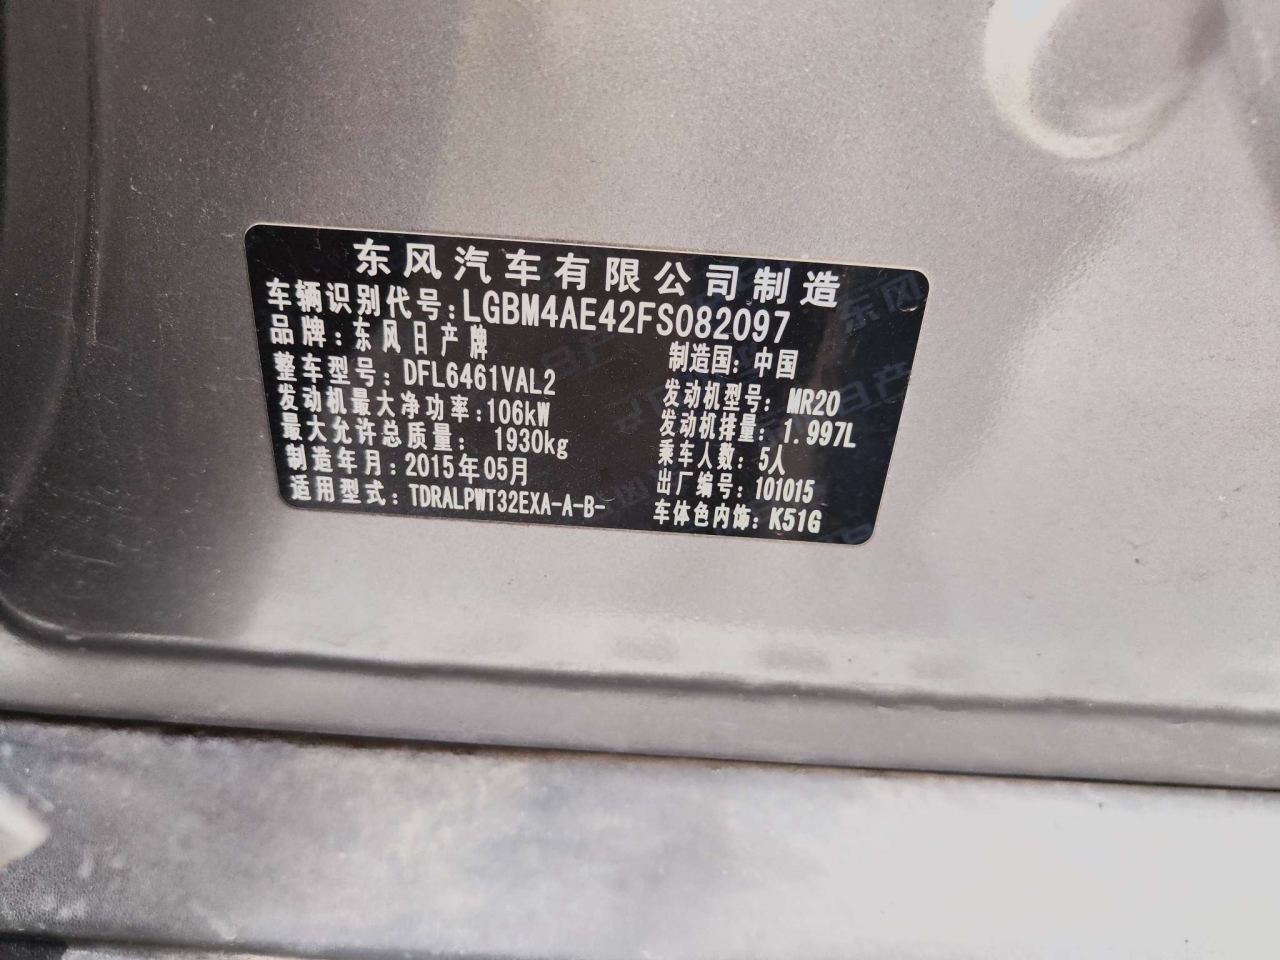 东风汽车有限公司制造
车辆识别代号:LGBM4AE42FS082097
品牌:东风日产牌 制造国:中国
整车型号:DFL6461VAL2 发动机型号:MR20
发动机最大净功率:106kW 发动机排量:1.997L
最大允许总质量: 1930kg 乘车人数:5人
制造年月:2015年05月 出厂编号:101015
适用型式:TDRALPWT32EXA-A-B- 车体色内饰:K51G